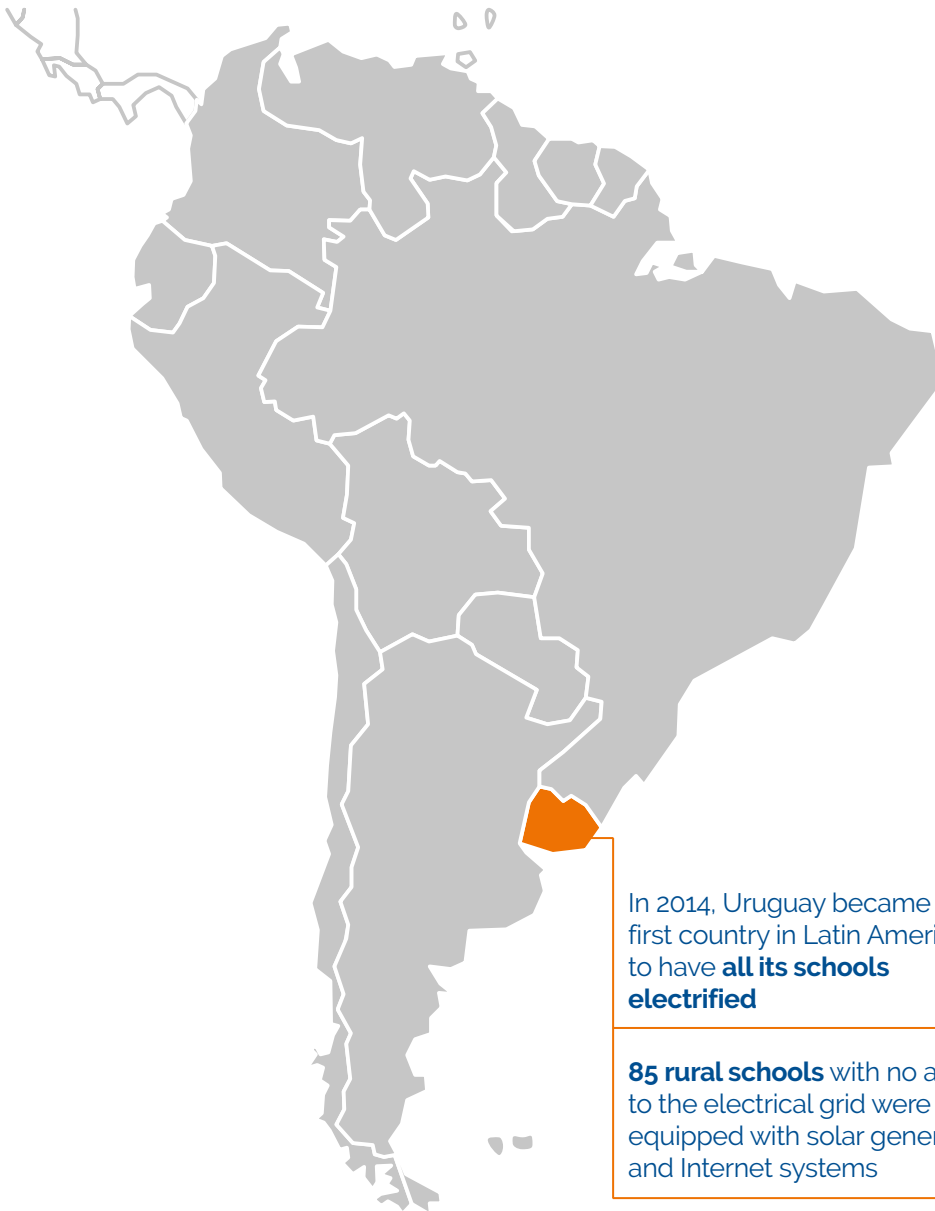 In 2014, Uruguay became
first country in Latin Ameri
to have all its schools
electrified
85 rural schools with no a
to the electrical grid were
equipped with solar gener
and Internet systems